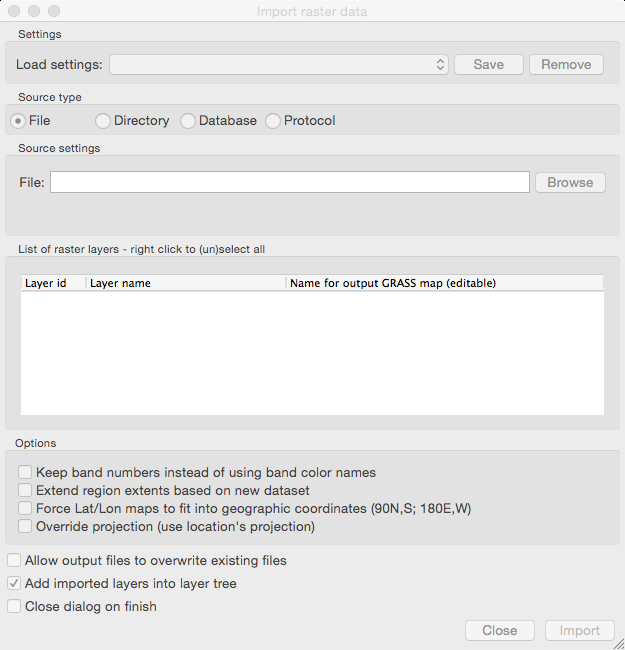 Import raster data
Settings
Load settings: Save Remove
Source type
File Directory Database Protocol
Source settings
File: Browse
List of raster layers - right click to (un)select all
Layer id Layer name Name for output GRASS map (editable)
Options
Keep band numbers instead of using band color names
Extend region extents based on new dataset
Force Lat/Lon maps to fit into geographic coordinates (90N,S; 180E,W)
Override projection (use location's projection)
Allow output files to overwrite existing files
Add imported layers into layer tree
Close dialog on finish
Close Import